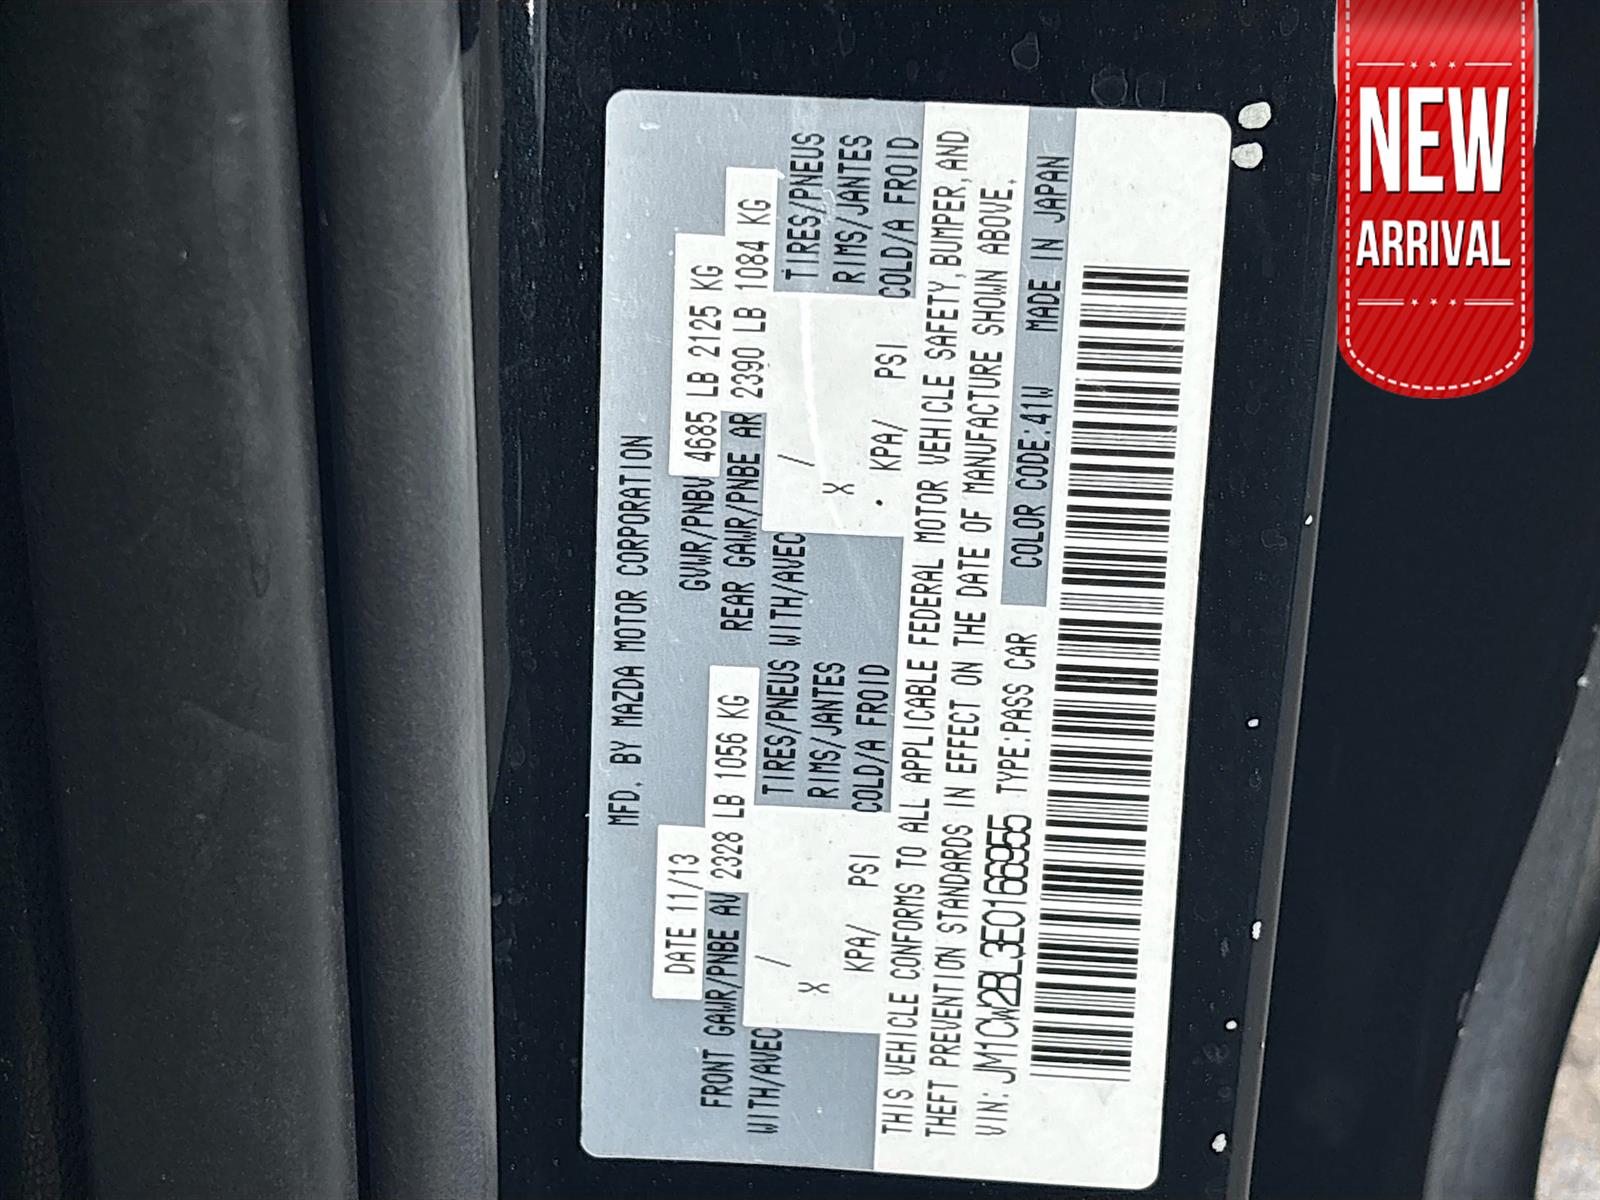 MFD. BY MAZDA MOTOR CORPORATION
DATE 11/13
GVWR/PNBV 4685 LB 2125 KG
FRONT GAWR/PNBE AV 2328 LB 1056 KG
REAR GAWR/PNBE AR 2390 LB 1084 KG
WITH/AVEC / TIRES/PNEUS WITH/AVEC / TIRES/PNEUS
X RIMS/JANTES X RIMS/JANTES
KPA/ PSI COLD/A FROID . KPA/ PSI COLD/A FROID
THIS VEHICLE CONFORMS TO ALL APPLICABLE FEDERAL MOTOR VEHICLE SAFETY, BUMPER, AND
THEFT PREVENTION STANDARDS IN EFFECT ON THE DATE OF MANUFACTURE SHOWN ABOVE.
VIN: JM1CW2BL3E0166955 TYPE:PASS CAR COLOR CODE:41W MADE IN JAPAN
NEW
ARRIVAL